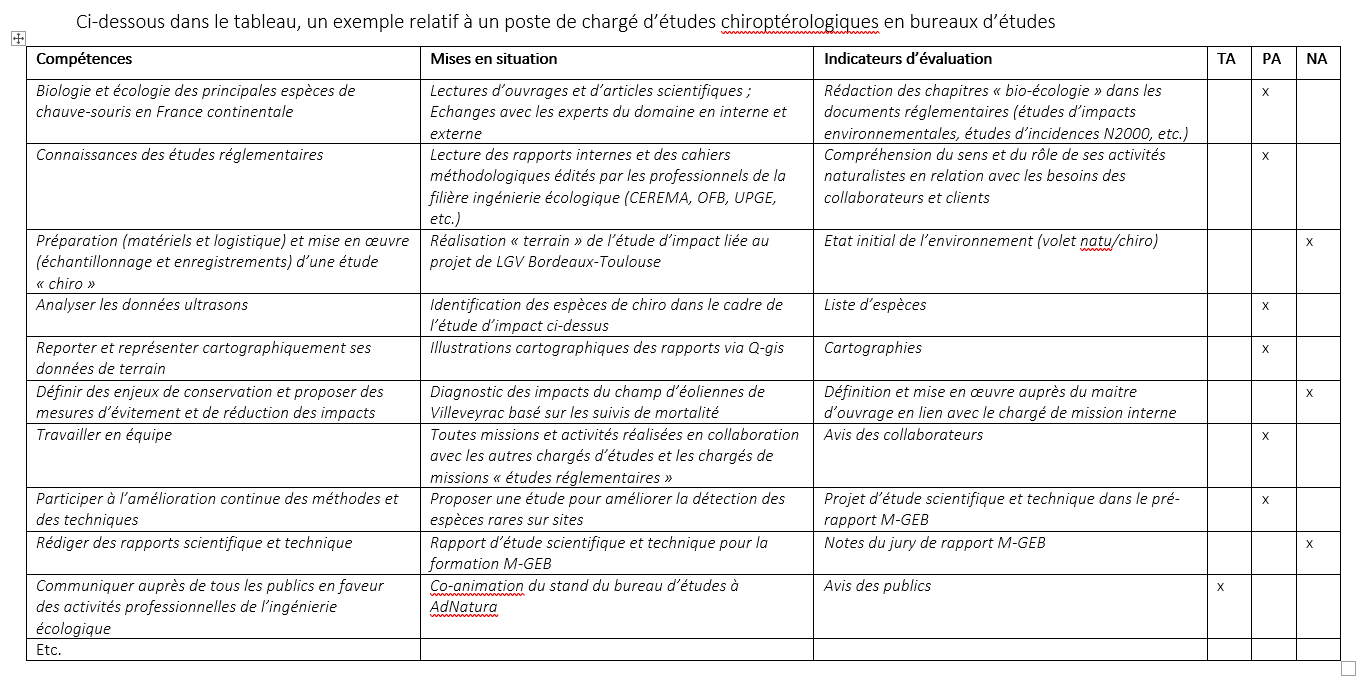 Ci-dessous dans le tableau, un exemple relatif à un poste de chargé d’études chiroptérologiques en bureaux d’études
Compétences
Mises en situation
Indicateurs d’évaluation
TA
PA
NA
Biologie et écologie des principales espèces de
chauve-souris en France continentale
Lectures d’ouvrages et d’articles scientifiques ;
Echanges avec les experts du domaine en interne et
externe
Rédaction des chapitres « bio-écologie » dans les
documents réglementaires (études d’impacts
environnementales, études d’incidences N2000, etc.)
x
Connaissances des études réglementaires
Lecture des rapports internes et des cahiers
méthodologiques édités par les professionnels de la
filière ingénierie écologique (CEREMA, OFB, UPGE,
etc.)
Compréhension du sens et du rôle de ses activités
naturalistes en relation avec les besoins des
collaborateurs et clients
x
Préparation (matériels et logistique) et mise en œuvre
(échantillonnage et enregistrements) d’une étude
« chiro »
Réalisation « terrain » de l’étude d’impact liée au
projet de LGV Bordeaux-Toulouse
Etat initial de l’environnement (volet natu/chiro)
x
Analyser les données ultrasons
Identification des espèces de chiro dans le cadre de
l’étude d’impact ci-dessus
Liste d’espèces
x
Reporter et représenter cartographiquement ses
données de terrain
Illustrations cartographiques des rapports via Q-gis
Cartographies
x
Définir des enjeux de conservation et proposer des
mesures d’évitement et de réduction des impacts
Diagnostic des impacts du champ d’éoliennes de
Villeveyrac basé sur les suivis de mortalité
Définition et mise en œuvre auprès du maitre
d’ouvrage en lien avec le chargé de mission interne
x
Travailler en équipe
Toutes missions et activités réalisées en collaboration
avec les autres chargés d’études et les chargés de
missions « études réglementaires »
Avis des collaborateurs
x
Participer à l’amélioration continue des méthodes et
des techniques
Proposer une étude pour améliorer la détection des
espèces rares sur sites
Projet d’étude scientifique et technique dans le pré-
rapport M-GEB
x
Rédiger des rapports scientifique et technique
Rapport d’étude scientifique et technique pour la
formation M-GEB
Notes du jury de rapport M-GEB
x
Communiquer auprès de tous les publics en faveur
des activités professionnelles de l’ingénierie
écologique
Co-animation du stand du bureau d’études à
AdNatura
Avis des publics
x
Etc.